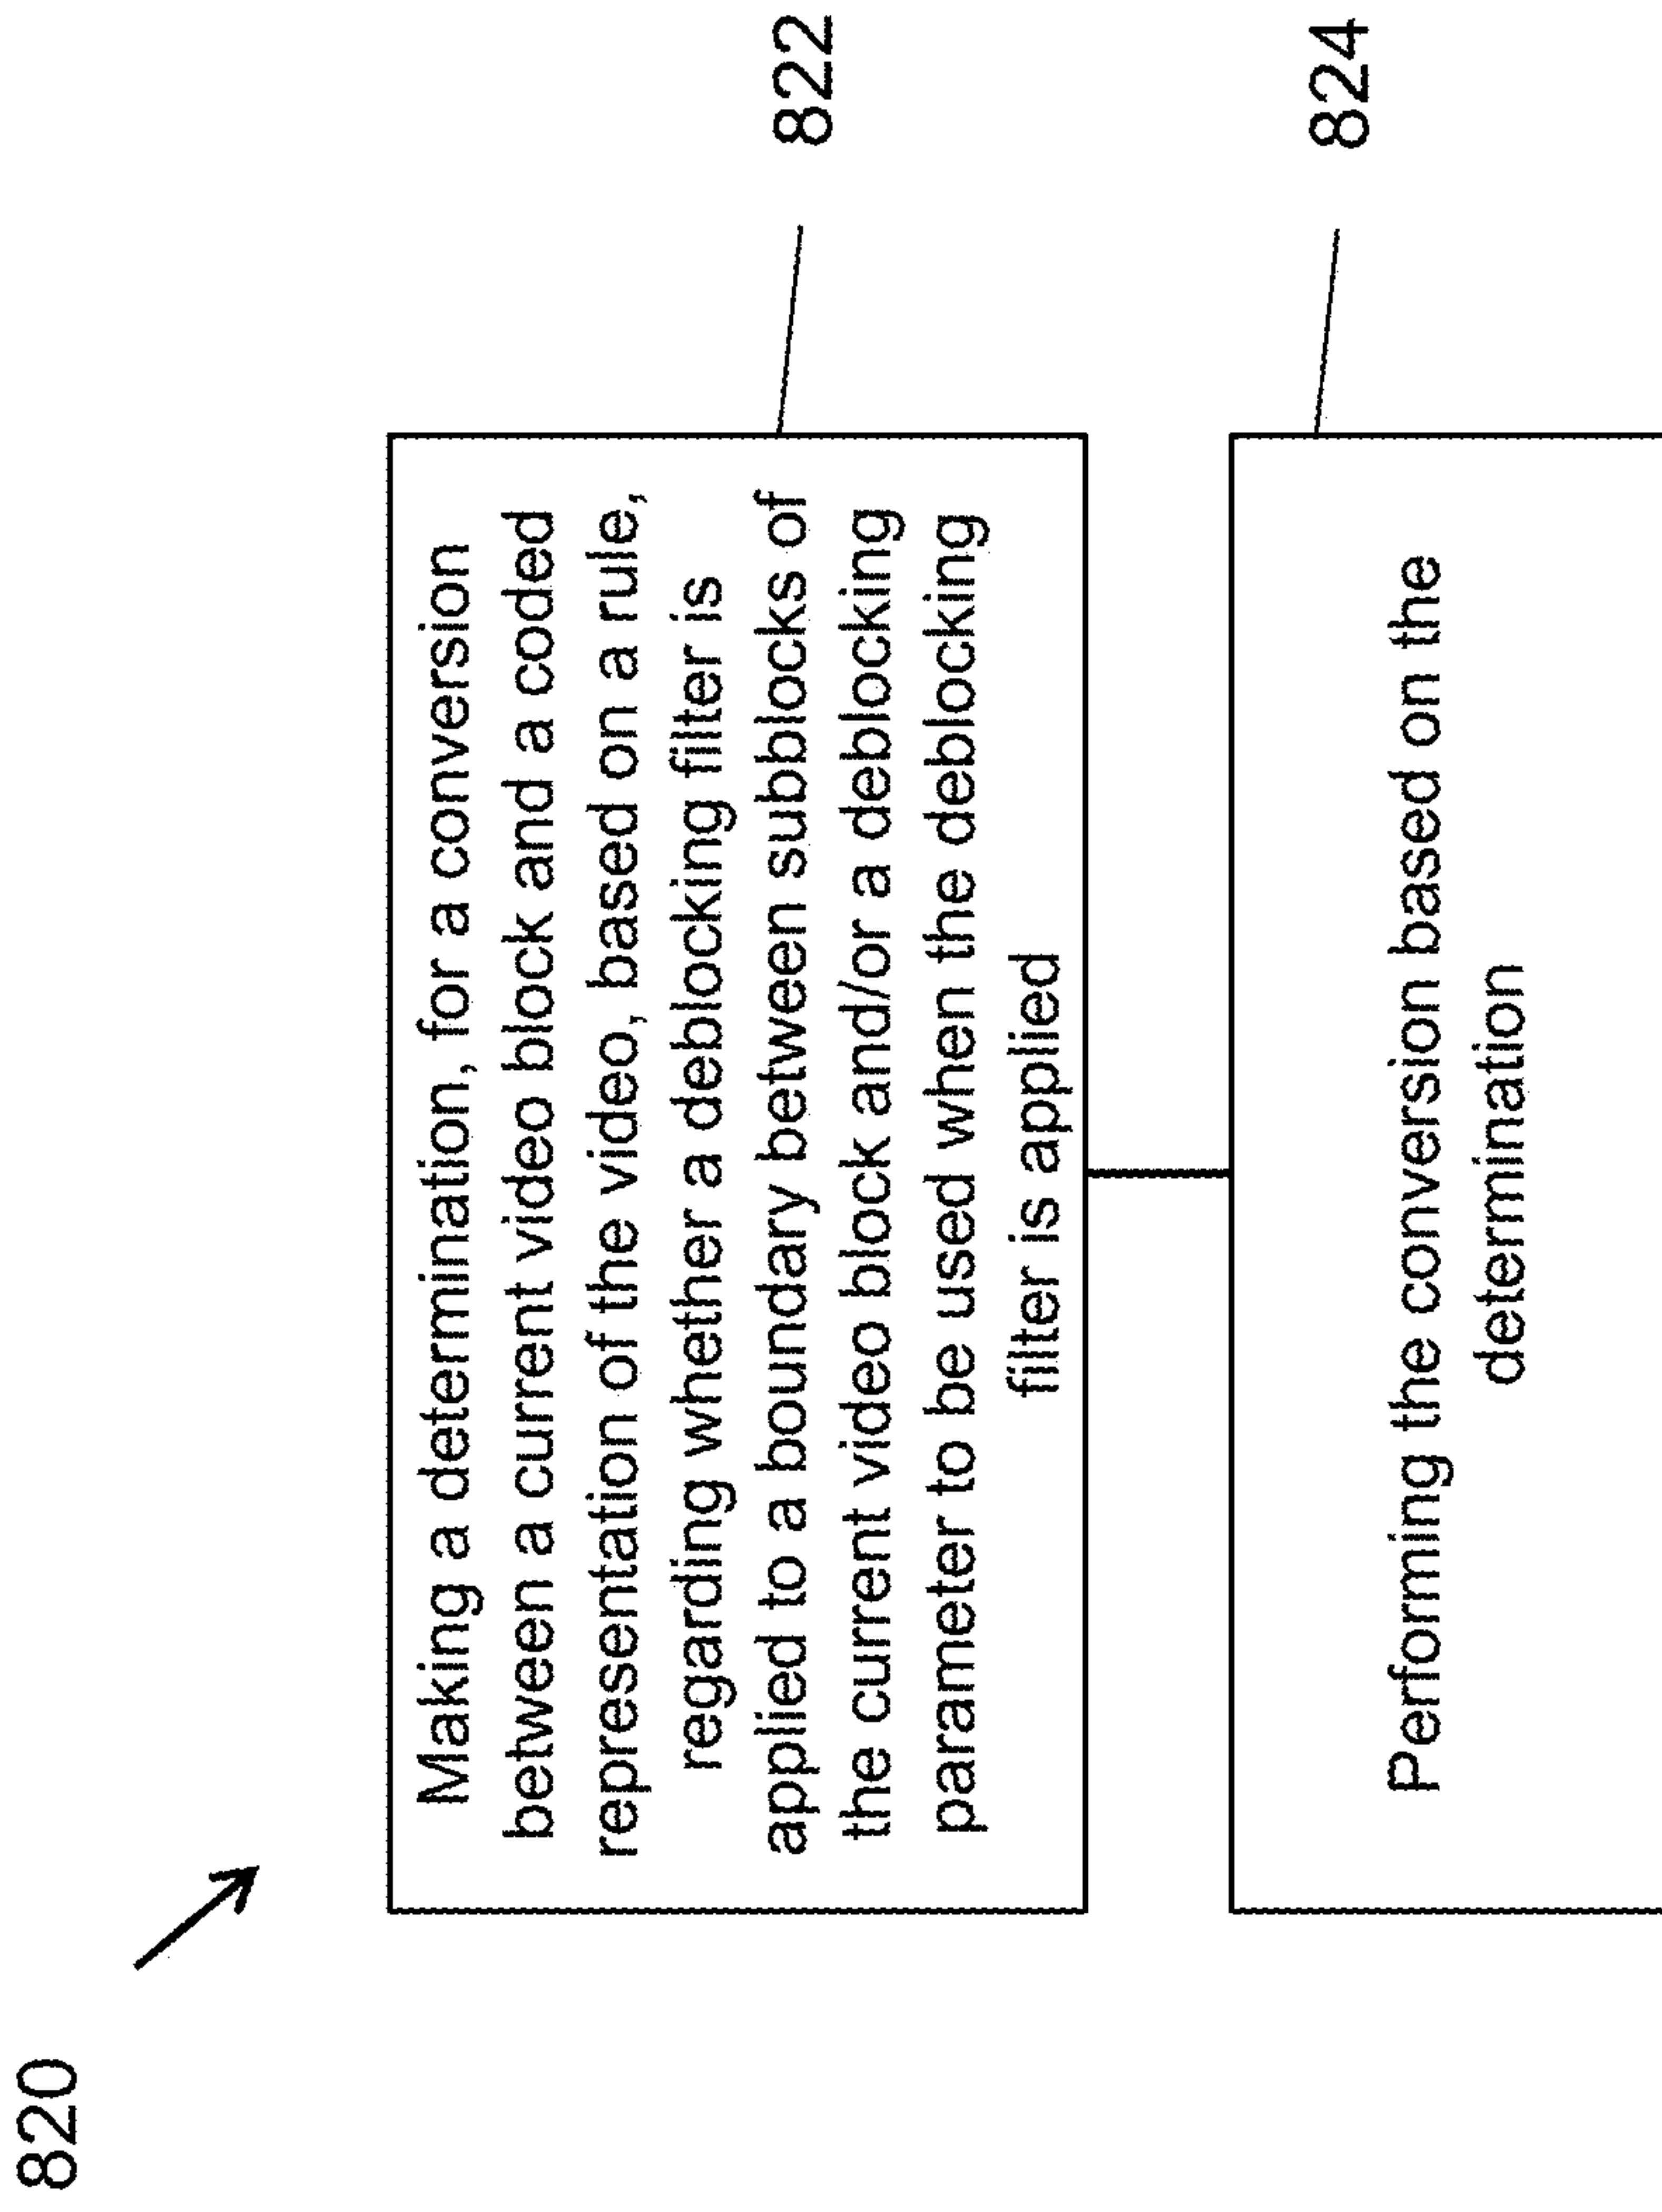 820
Making a determination, for a conversion
between a current video block and a coded
representation of the video, based on a rule,
regarding whether a deblocking filter is
applied to a boundary between subblocks of
the current video block and/or a deblocking
parameter to be used when the deblocking
filter is applied
822
Performing the conversion based on the
determination
824